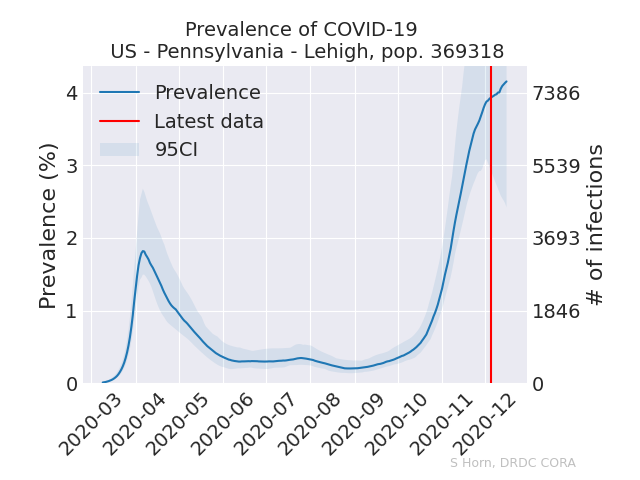 Prevalence of COVID-19
US - Pennsylvania - Lehigh, pop. 369318
Prevalence
Latest data
95CI
Prevalence (%)
4
3
2
1
0
7386
5539
3693
1846
0
# of infections
2020-03
2020-04
2020-05
2020-06
2020-07
2020-08
2020-09
2020-10
2020-11
2020-12
S Horn, DRDC CORA